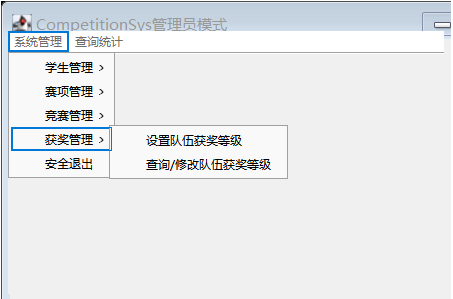 CompetitionSys管理员模式
系统管理 查询统计
学生管理 >
赛项管理 >
竞赛管理 >
获奖管理 > 设置队伍获奖等级
安全退出 查询/修改队伍获奖等级